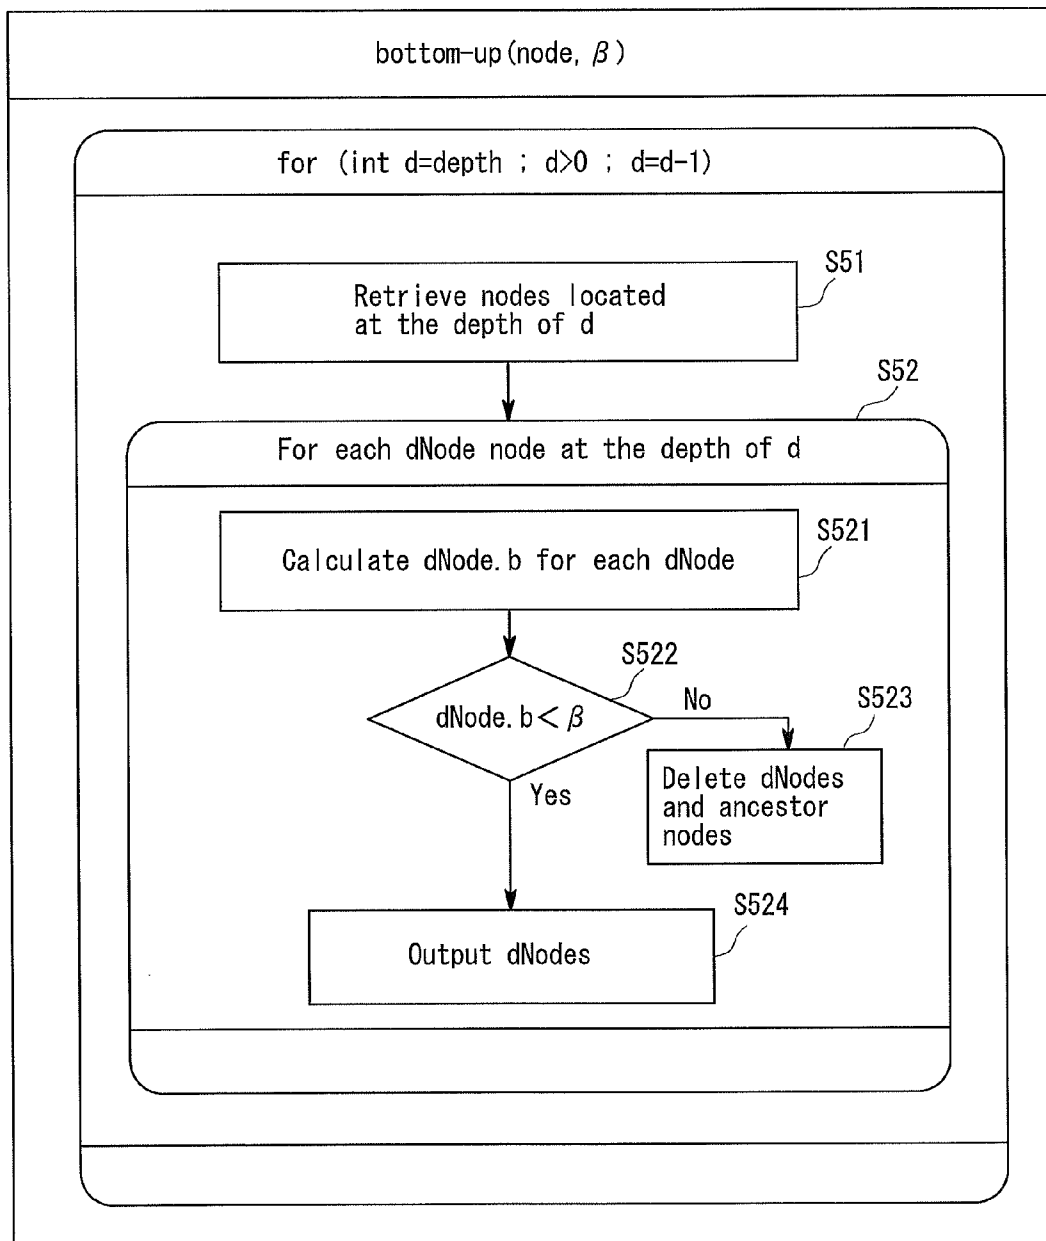 bottom-up(node, β)
for (int d=depth ; d>0 ; d=d-1)
S51
Retrieve nodes located
at the depth of d
S52
For each dNode node at the depth of d
S521
Calculate dNode.b for each dNode
S522
dNode.b<β
No
S523
Yes
Delete dNodes
and ancestor
nodes
S524
Output dNodes